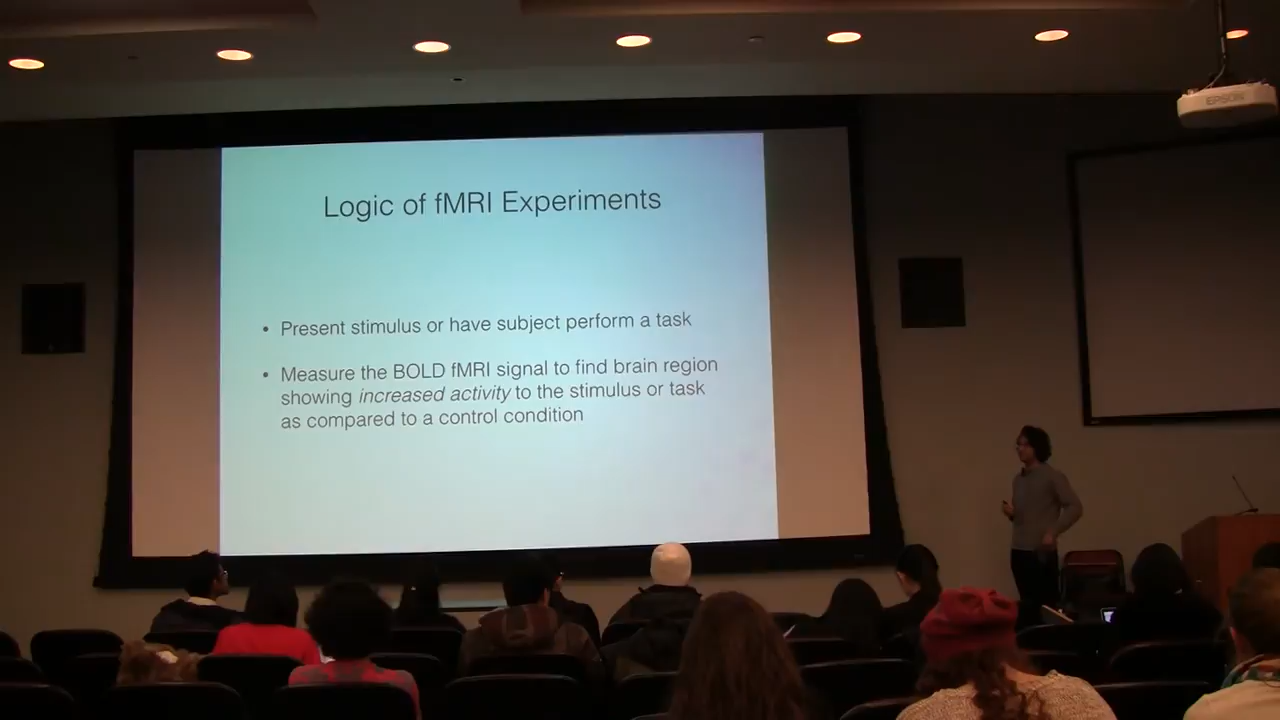 Logic of fMRI Experiments
• Present stimulus or have subject perform a task
• Measure the BOLD fMRI signal to find brain region
showing increased activity to the stimulus or task
as compared to a control condition
EPSON